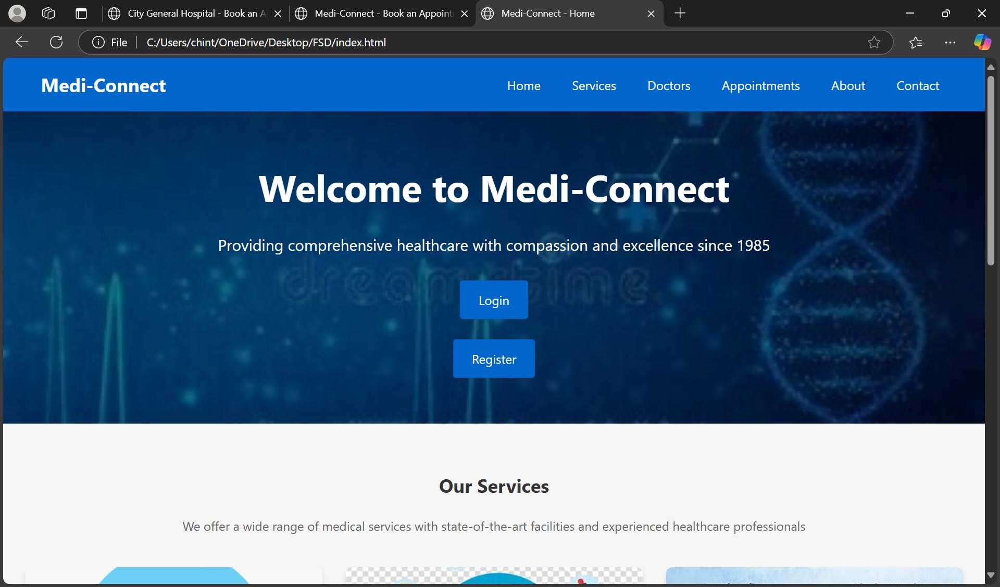 City General Hospital - Book an A
Medi-Connect - Book an Appoint
Medi-Connect - Home
File
C:/Users/chint/OneDrive/Desktop/FSD/index.html
Medi-Connect
Home
Services
Doctors
Appointments
About
Contact
Welcome to Medi-Connect
Providing comprehensive healthcare with compassion and excellence since 1985
dreamstime
Login
Register
Our Services
We offer a wide range of medical services with state-of-the-art facilities and experienced healthcare professionals